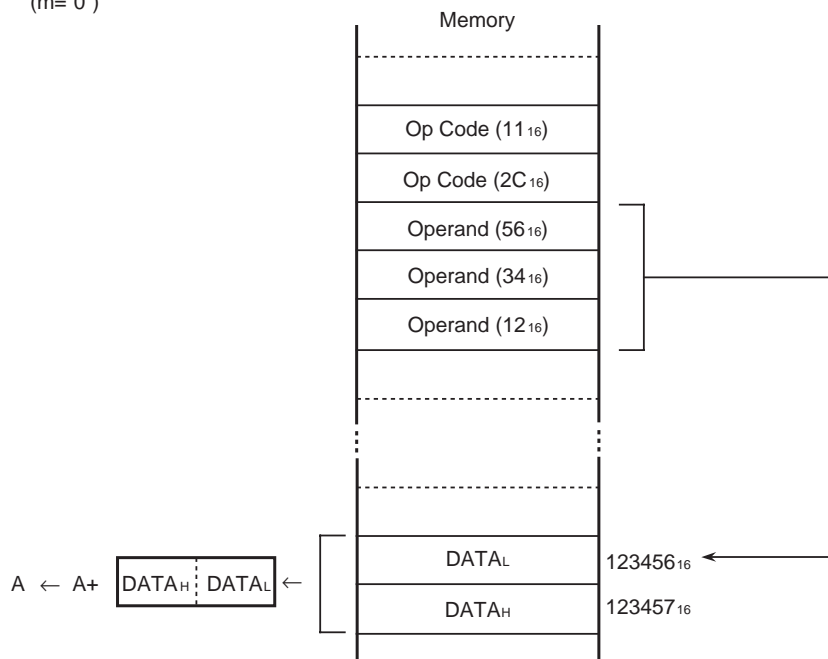 (m="0")
Memory
Op Code (11₁₆)
Op Code (2C₁₆)
Operand (56₁₆)
Operand (34₁₆)
Operand (12₁₆)
DATAL 123456₁₆
A ← A+ DATAH DATAL ←
DATAH 123457₁₆